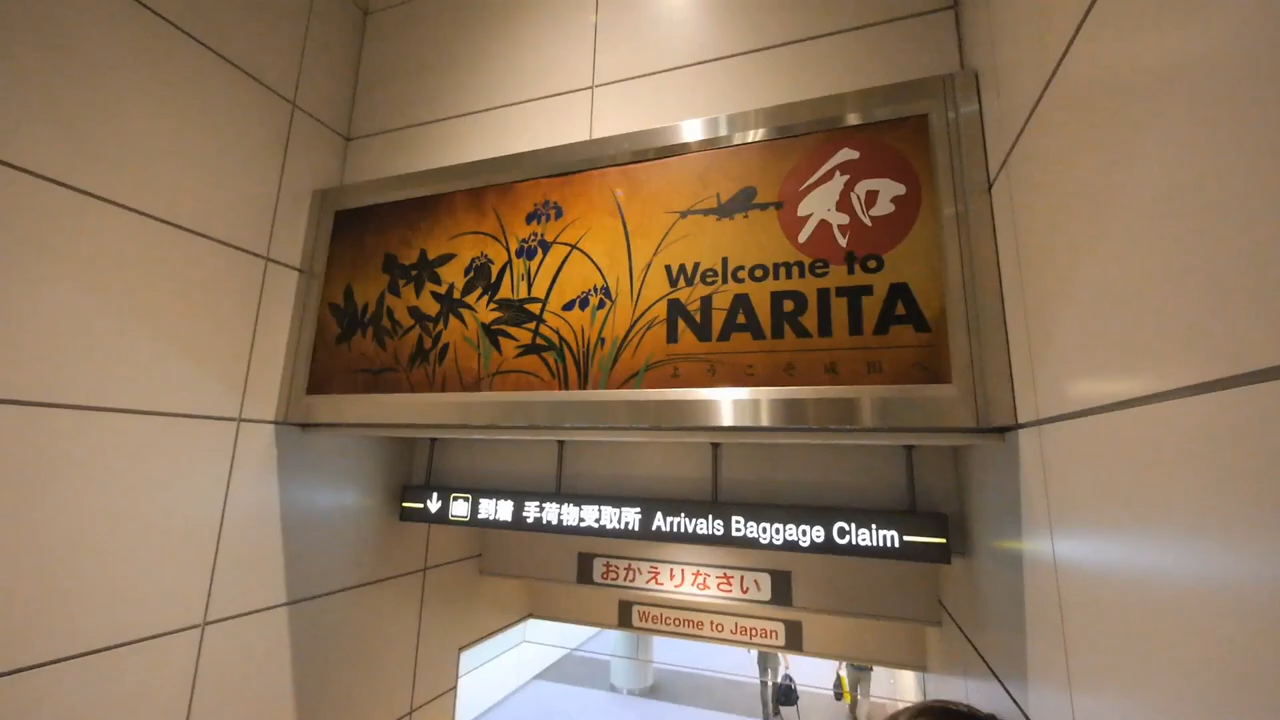 和
Welcome to
NARITA
ようこそ成田へ
到着 手荷物受取所 Arrivals Baggage Claim
おかえりなさい
Welcome to Japan